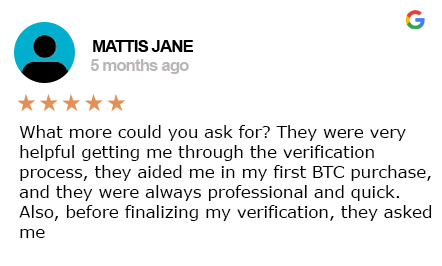 MATTIS JANE
5 months ago
What more could you ask for? They were very
helpful getting me through the verification
process, they aided me in my first BTC purchase,
and they were always professional and quick.
Also, before finalizing my verification, they asked
me